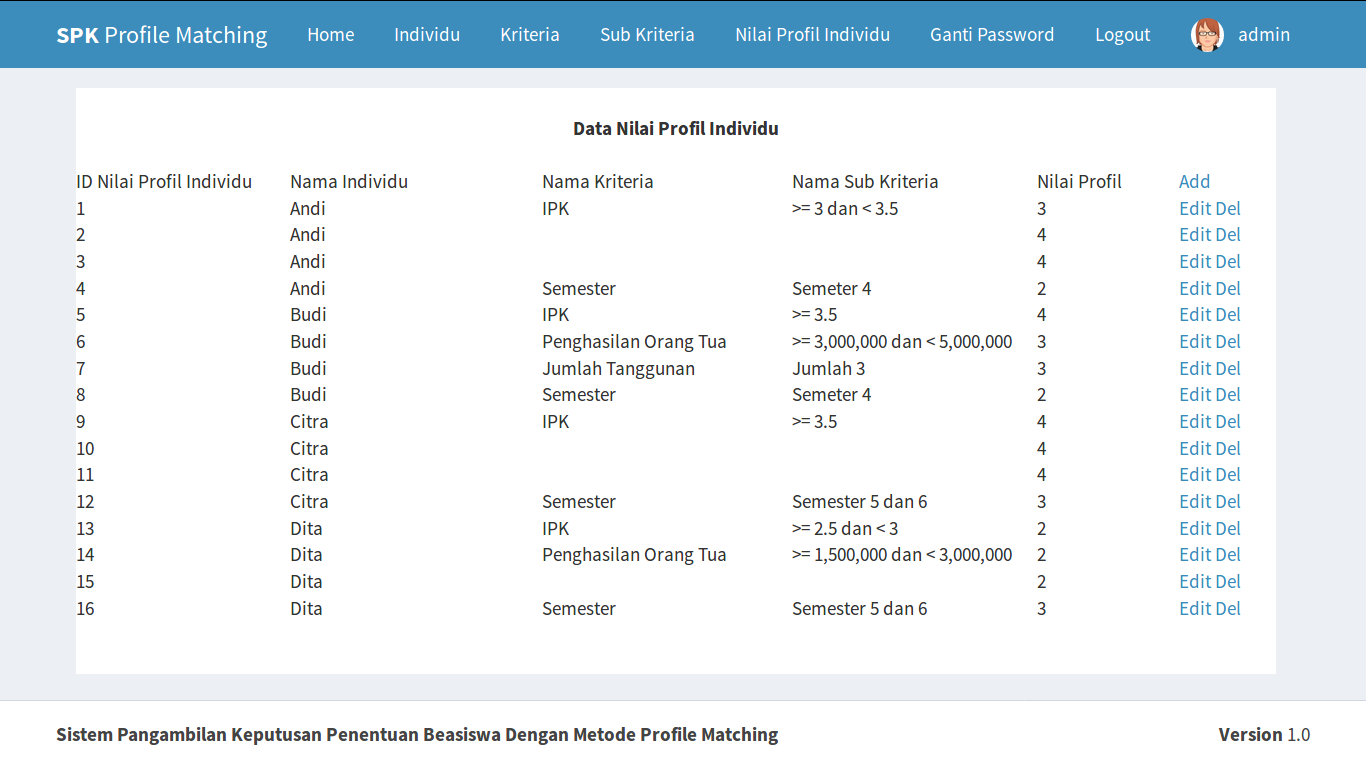 SPK Profile Matching Home Individu Kriteria Sub Kriteria Nilai Profil Individu Ganti Password Logout admin
Data Nilai Profil Individu
ID Nilai Profil Individu Nama Individu Nama Kriteria Nama Sub Kriteria Nilai Profil Add
1 Andi IPK >= 3 dan < 3.5 3 Edit Del
2 Andi 4 Edit Del
3 Andi 4 Edit Del
4 Andi Semester Semeter 4 2 Edit Del
5 Budi IPK >= 3.5 4 Edit Del
6 Budi Penghasilan Orang Tua >= 3,000,000 dan < 5,000,000 3 Edit Del
7 Budi Jumlah Tanggunan Jumlah 3 3 Edit Del
8 Budi Semester Semeter 4 2 Edit Del
9 Citra IPK >= 3.5 4 Edit Del
10 Citra 4 Edit Del
11 Citra 4 Edit Del
12 Citra Semester Semester 5 dan 6 3 Edit Del
13 Dita IPK >= 2.5 dan < 3 2 Edit Del
14 Dita Penghasilan Orang Tua >= 1,500,000 dan < 3,000,000 2 Edit Del
15 Dita 2 Edit Del
16 Dita Semester Semester 5 dan 6 3 Edit Del
Sistem Pangambilan Keputusan Penentuan Beasiswa Dengan Metode Profile Matching Version 1.0